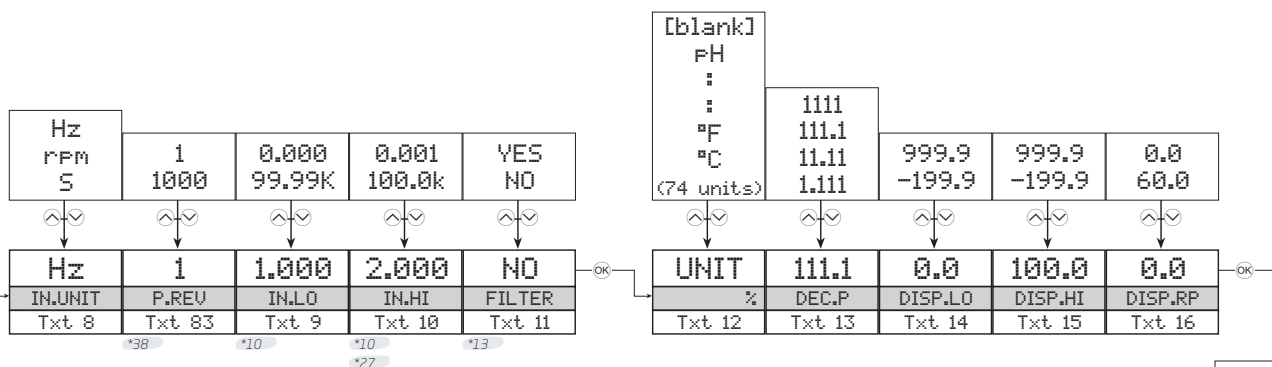 Hz
rpm
S
1
1000
0.000
99.99K
0.001
100.0k
YES
NO
Hz
IN.UNIT
Txt 8
*38
1
P.REV
Txt 83
1.000
IN.LO
Txt 9
*10
2.000
IN.HI
Txt 10
*10
*27
NO
FILTER
Txt 11
*13
OK
[blank]
pH
:
:
°F
°C
(74 units)
1111
111.1
11.11
1.111
999.9
-199.9
999.9
-199.9
0.0
60.0
UNIT
%
Txt 12
111.1
DEC.P
Txt 13
0.0
DISP.LO
Txt 14
100.0
DISP.HI
Txt 15
0.0
DISP.RP
Txt 16
OK